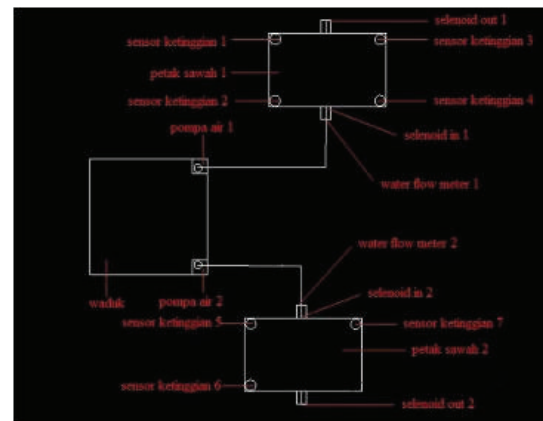 selenoid out 1
sensor ketinggian 1
sensor ketinggian 3
petak sawah 1
sensor ketinggian 2
sensor ketinggian 4
pompa air 1
selenoid in 1
water flow meter 1
water flow meter 2
selenoid in 2
waduk
pompa air 2
sensor ketinggian 5
sensor ketinggian 7
petak sawah 2
sensor ketinggian 6
selenoid out 2